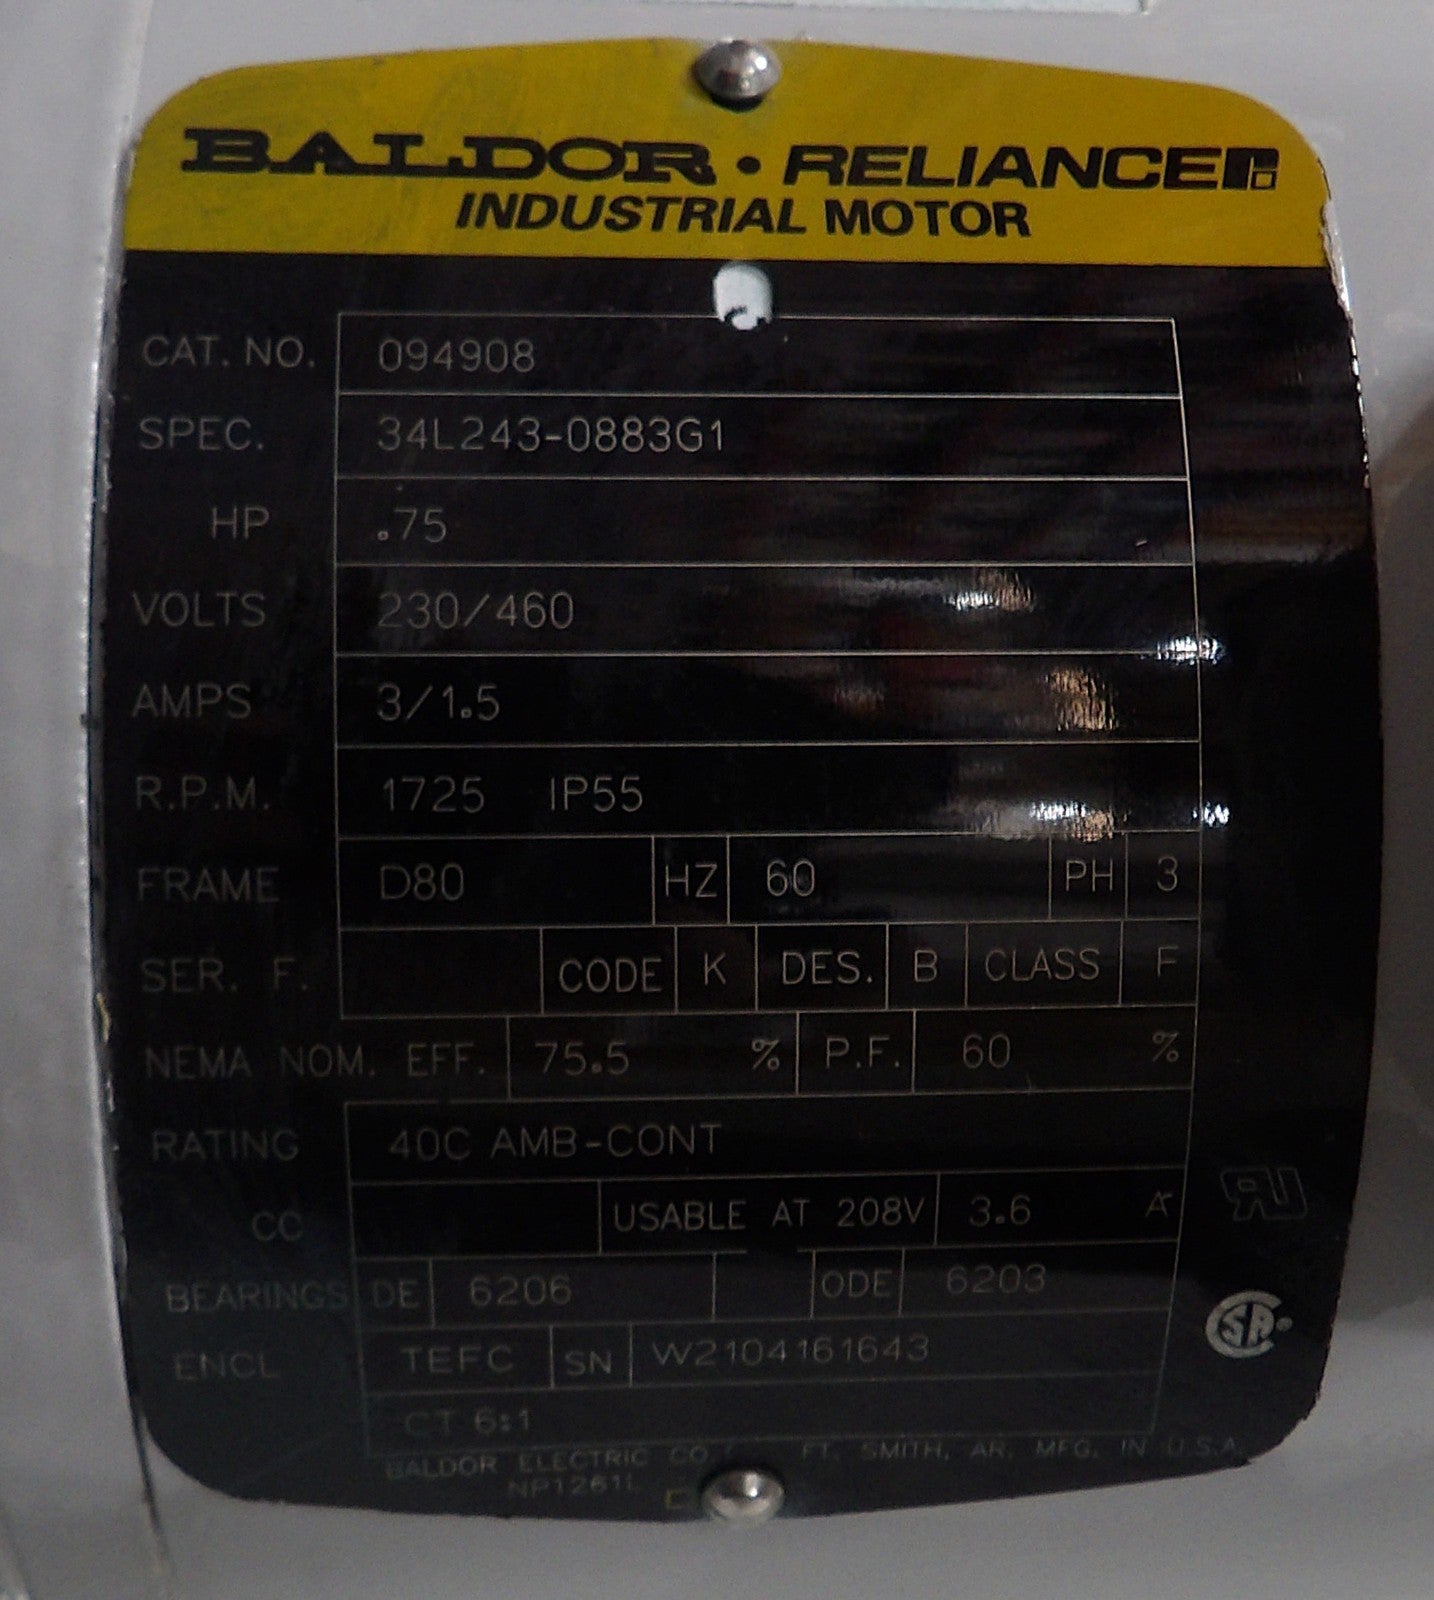 BALDOR • RELIANCE
INDUSTRIAL MOTOR
CAT. NO. 094908
SPEC. 34L243-0883G1
HP .75
VOLTS 230/460
AMPS 3/1.5
R.P.M. 1725 IP55
FRAME D80 HZ 60 PH 3
SER. F. CODE K DES. B CLASS F
NEMA NOM. EFF. 75.5 % P.F. 60 %
RATING 40C AMB-CONT
CC USABLE AT 208V 3.6 A
BEARINGS DE 6206 ODE 6203
ENCL TEFC SN W2104161643
CT 6:1
BALDOR ELECTRIC CO FT. SMITH, AR. MFG. IN U.S.A.
NP1261L